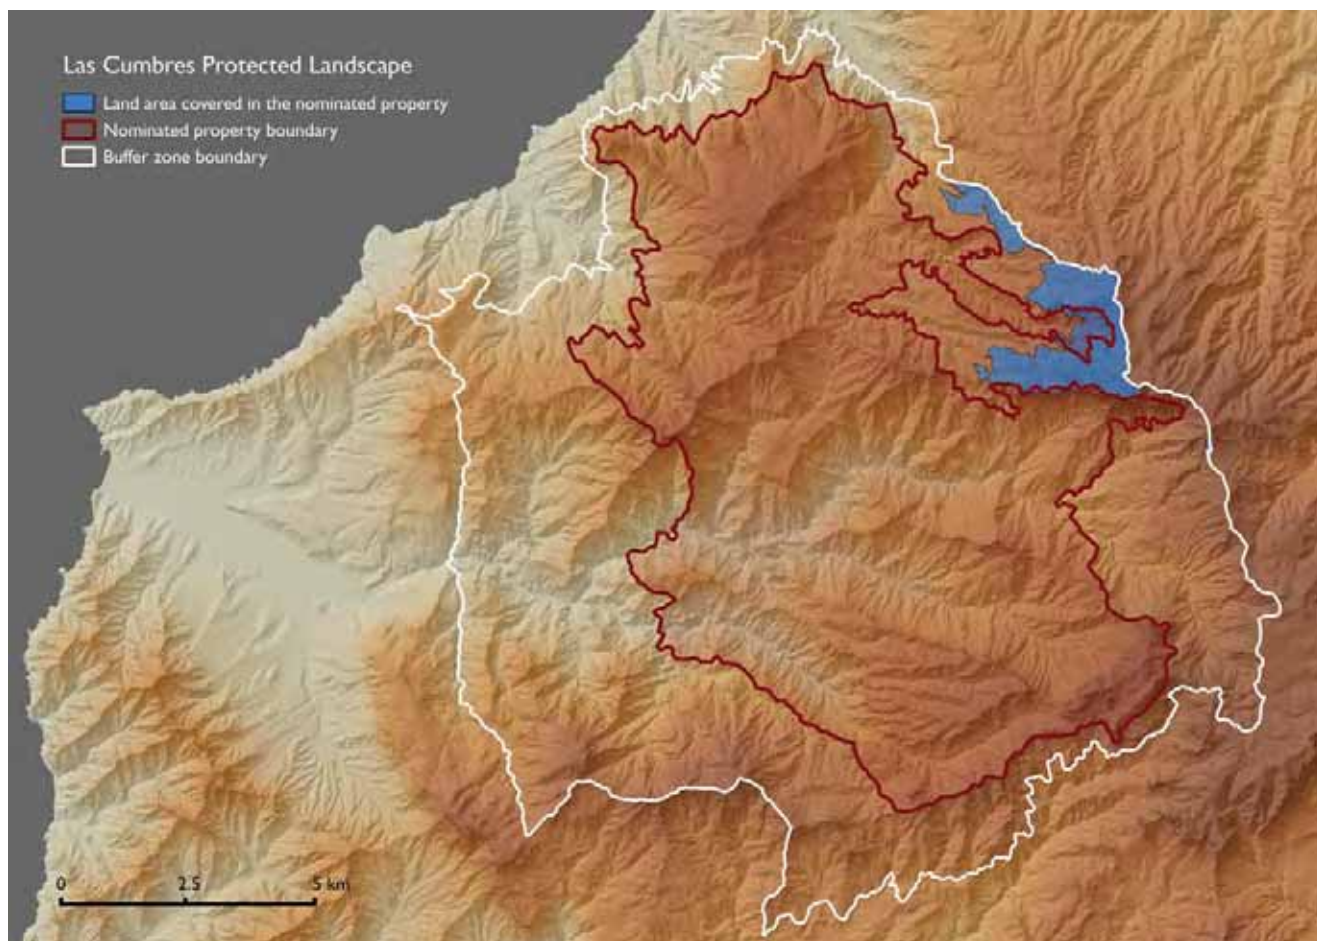 Las Cumbres Protected Landscape
Land area covered in the nominated property
Nominated property boundary
Buffer zone boundary
0 2.5 5 km